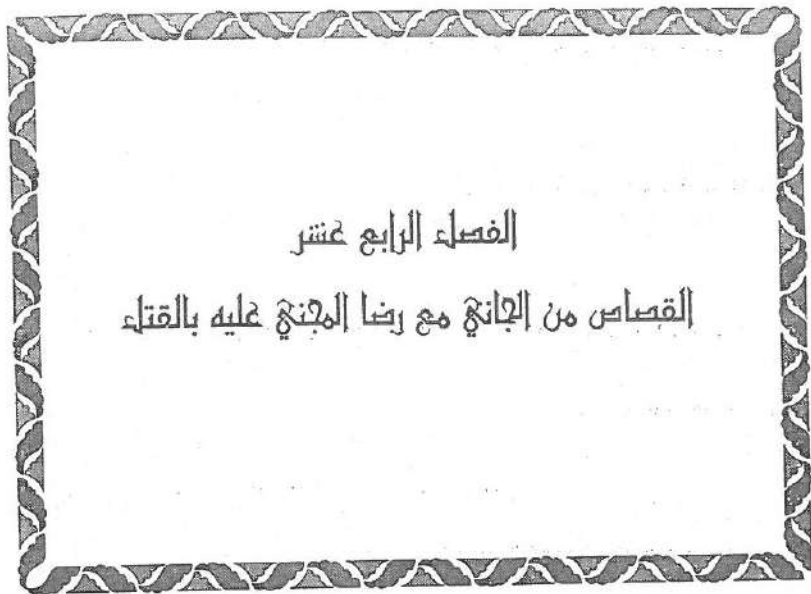 الفصل الرابع عشر
القصاص من الجاني مع رضا المجني عليه بالقتل